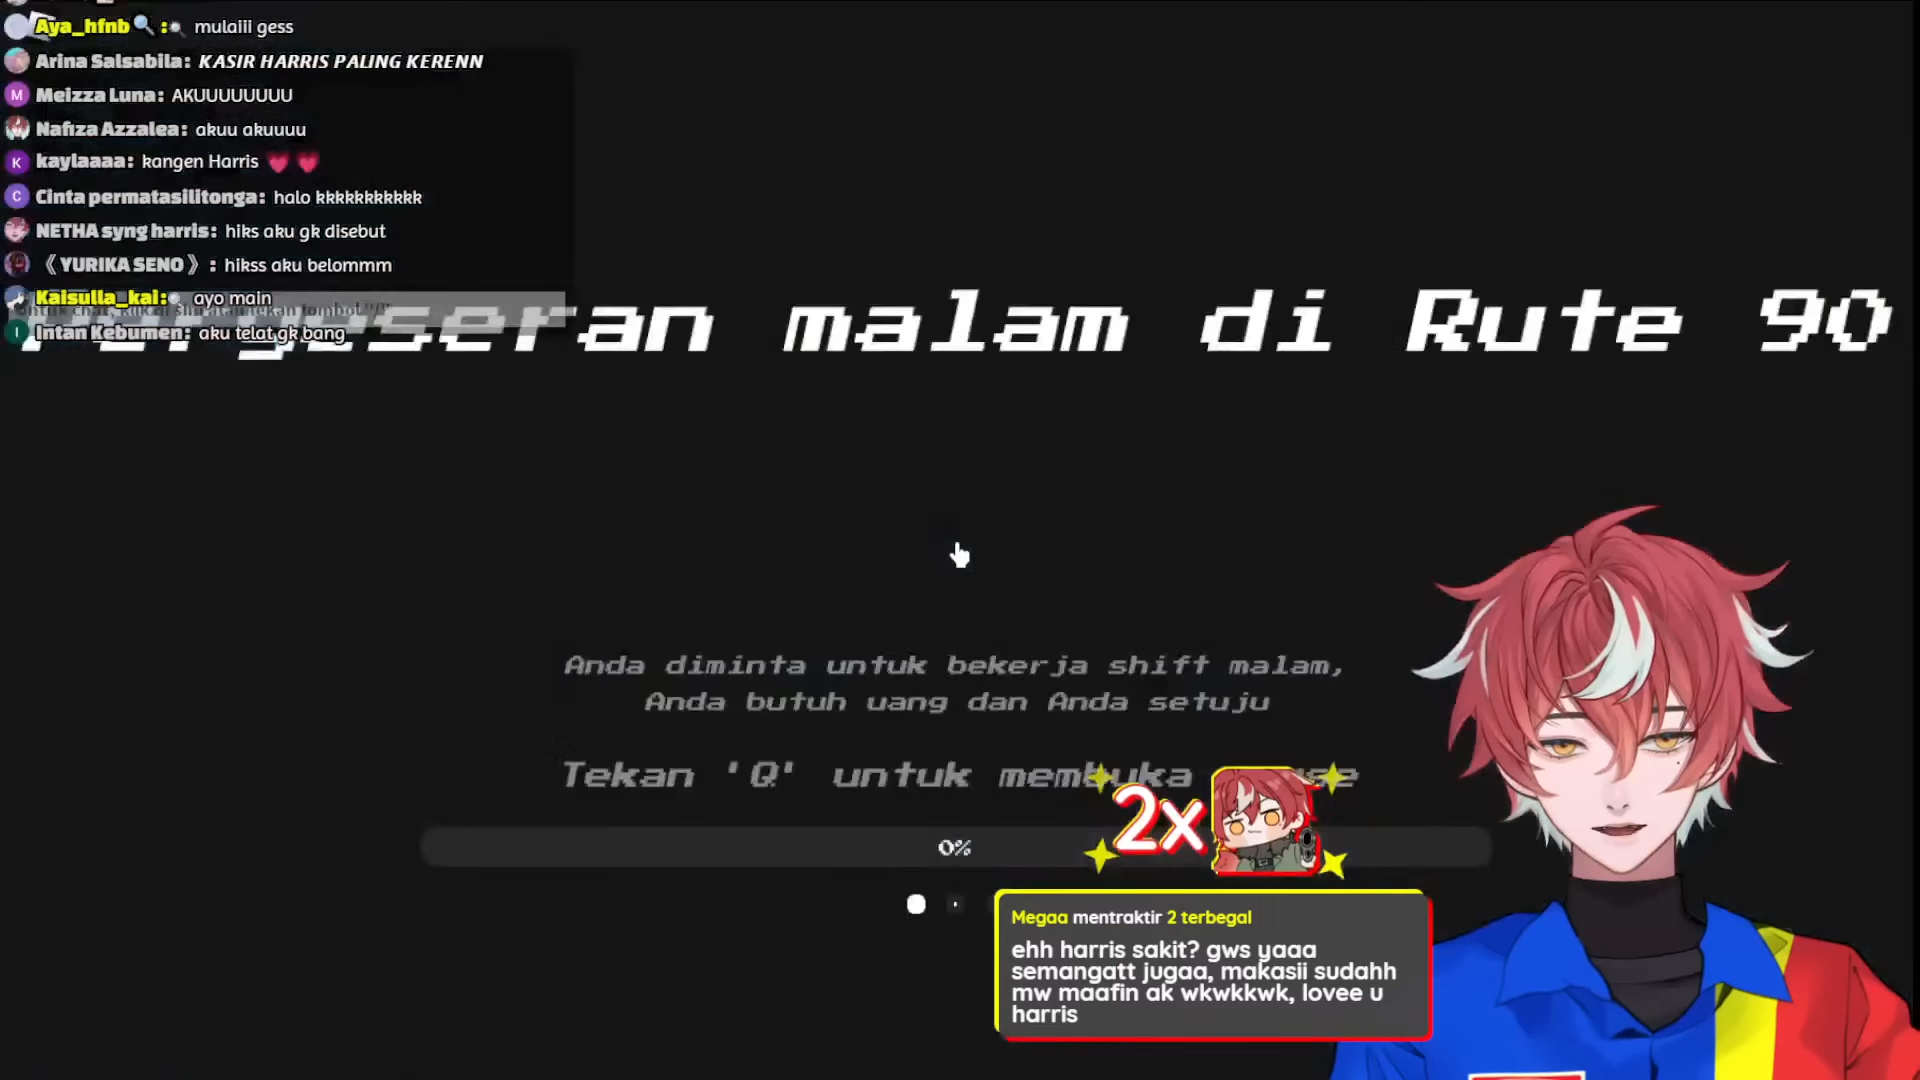 Aya_hfnb🔍 : mulaiii gess
Arina Salsabila: KASIR HARRIS PALING KERENN
M Meizza Luna: AKUUUUUUUU
Nafiza Azzalea: akuu akuuuu
K kaylaaaa: kangen Harris 💗 💗
C Cinta permatasilitonga: halo kkkkkkkkkkk
NETHA syng harris: hiks aku gk disebut
《YURIKA SENO》: hikss aku belommm
Kaisulla_kai: ayo main
I Intan Kebumen: aku telat gk bang
Pergeseran malam di Rute 90
Anda diminta untuk bekerja shift malam,
Anda butuh uang dan Anda setuju
Tekan 'Q' untuk membuka
2x
0%
Megaa mentraktir 2 terbegal
ehh harris sakit? gws yaaa
semangatt jugaa, makasii sudahh
mw maafin ak wkwkkwk, lovee u
harris